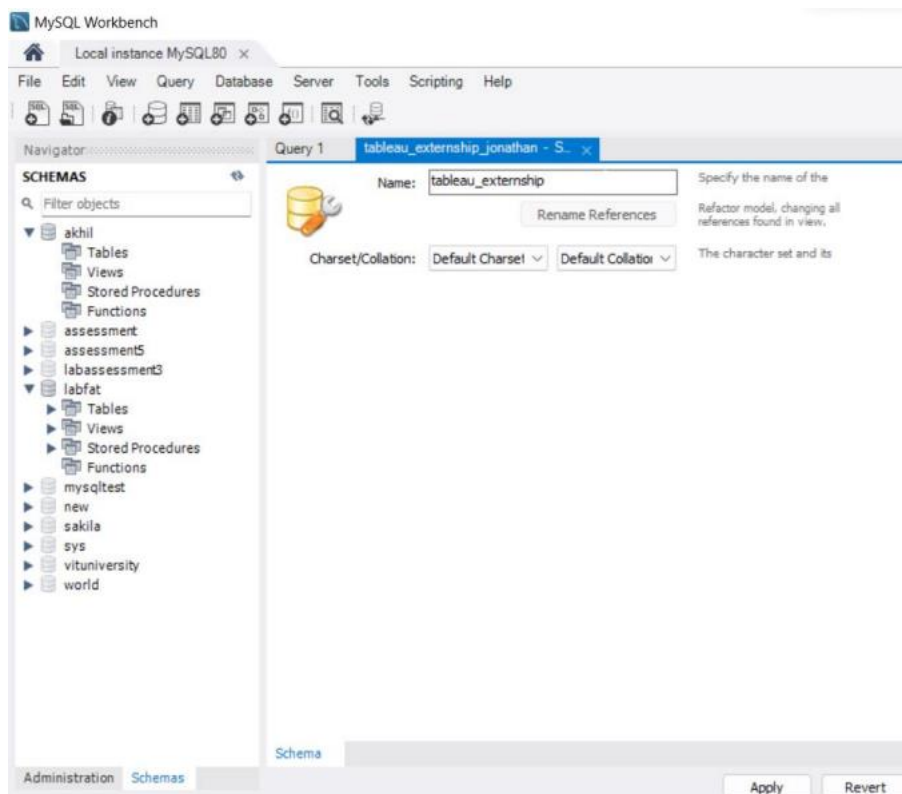 MySQL Workbench
Local instance MySQL80 ×
File Edit View Query Database Server Tools Scripting Help
Navigator
Query 1 tableau_externship_jonathan - S... ×
SCHEMAS
Filter objects
akhil
Tables
Views
Stored Procedures
Functions
assessment
assessment5
labassessment3
labfat
Tables
Views
Stored Procedures
Functions
mysqltest
new
sakila
sys
vituniversity
world
Name: tableau_externship Specify the name of the
Rename References Refactor model, changing all
references found in view.
Charset/Collation: Default Charset Default Collation The character set and its
Schema
Administration Schemas
Apply Revert